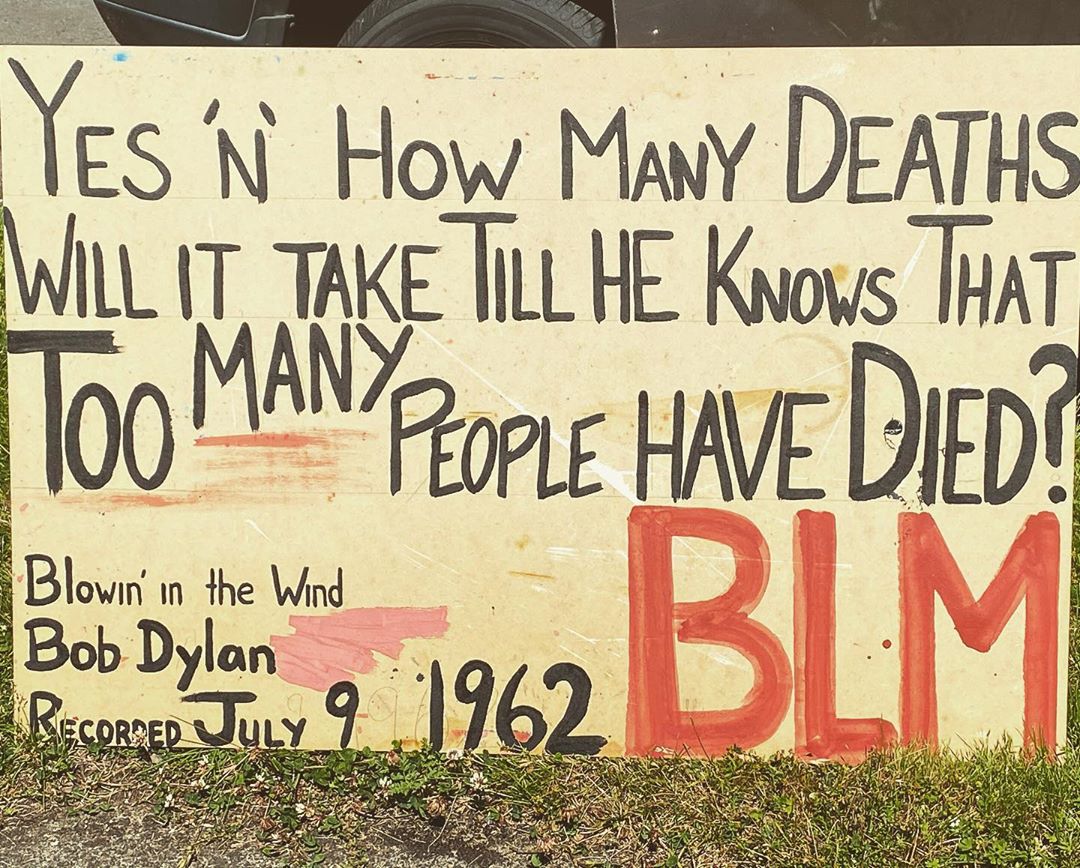 YES 'N' HOW MANY DEATHS
WILL IT TAKE TILL HE KNOWS THAT
TOO MANY PEOPLE HAVE DIED?
BLM
Blowin' in the Wind
Bob Dylan
RECORDED JULY 9 1962